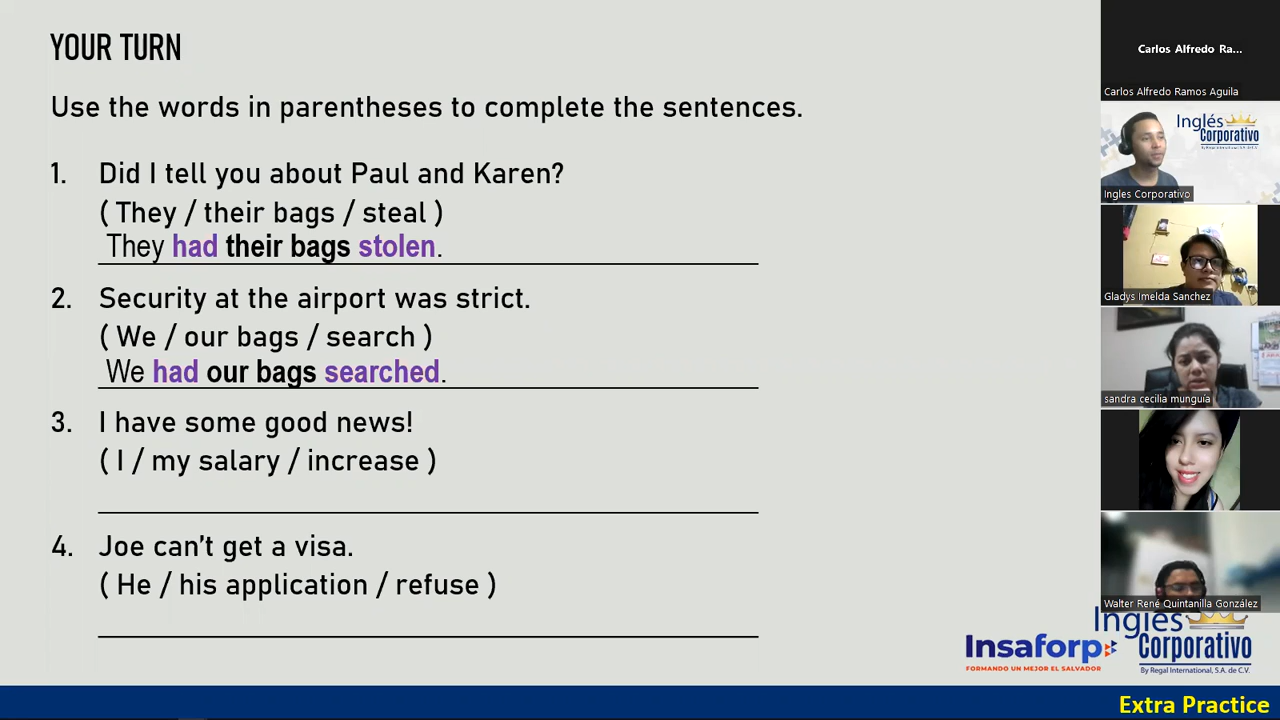 YOUR TURN
Use the words in parentheses to complete the sentences.
1. Did I tell you about Paul and Karen?
( They / their bags / steal )
They had their bags stolen.
2. Security at the airport was strict.
( We / our bags / search )
We had our bags searched.
3. I have some good news!
( I / my salary / increase )
4. Joe can't get a visa.
( He / his application / refuse )
Carlos Alfredo Ra...
Carlos Alfredo Ramos Aguila
Inglés
Corporativo
By Regal International, S.A. de C.V.
Ingles Corporativo
Gladys Imelda Sanchez
sandra cecilia munguía
Walter René Quintanilla González
Insaforp
FORMANDO UN MEJOR EL SALVADOR
Inglés
Corporativo
By Regal International, S.A. de C.V.
Extra Practice